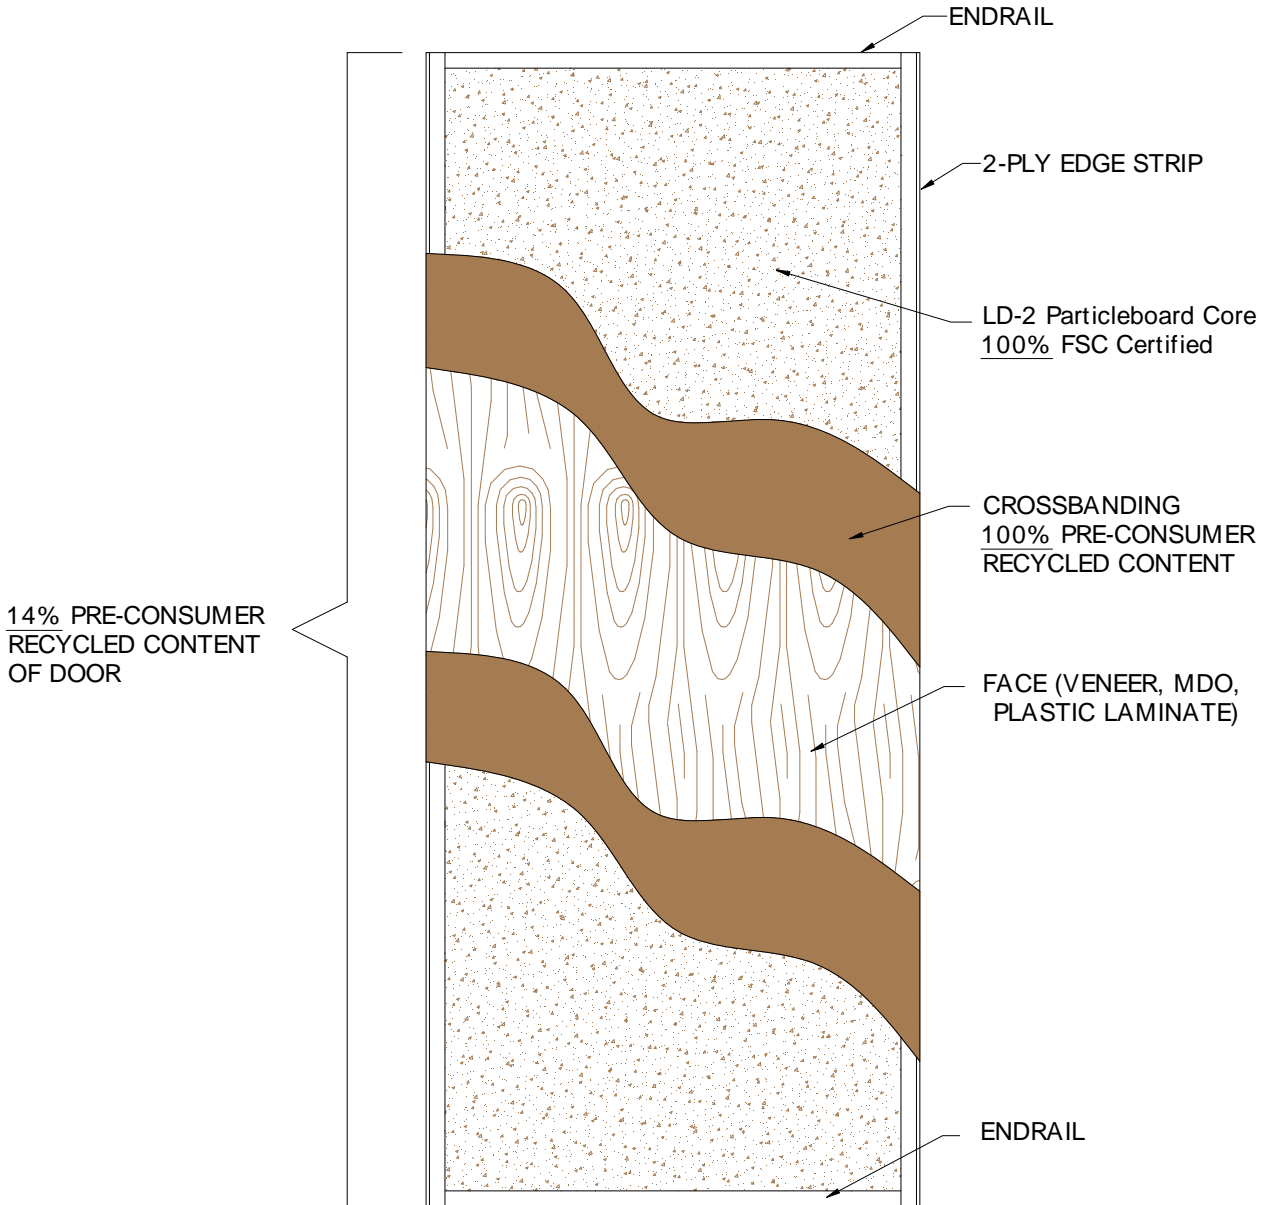 ENDRAIL
2-PLY EDGE STRIP
LD-2 Particleboard Core
100% FSC Certified
CROSSBANDING
100% PRE-CONSUMER
RECYCLED CONTENT
14% PRE-CONSUMER
RECYCLED CONTENT
OF DOOR
FACE (VENEER, MDO,
PLASTIC LAMINATE)
ENDRAIL